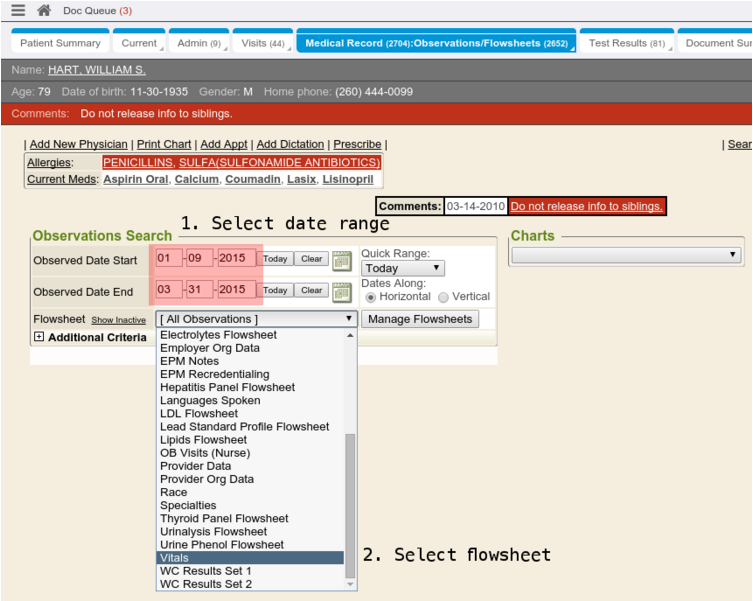 Doc Queue (3)
Patient Summary Current Admin (9) Visits (44) Medical Record (2704):Observations/Flowsheets (2652) Test Results (81) Document Sur
Name: HART, WILLIAM S.
Age: 79 Date of birth: 11-30-1935 Gender: M Home phone: (260) 444-0099
Comments: Do not release info to siblings.
| Add New Physician | Print Chart | Add Appt | Add Dictation | Prescribe | | Sear
Allergies: PENICILLINS, SULFA(SULFONAMIDE ANTIBIOTICS)
Current Meds: Aspirin Oral, Calcium, Coumadin, Lasix, Lisinopril
Comments: 03-14-2010 Do not release info to siblings.
1. Select date range
Observations Search Charts
Observed Date Start 01 -09 -2015 Today Clear Quick Range:
Today
Observed Date End 03 -31 -2015 Today Clear Dates Along:
Horizontal Vertical
Flowsheet Show Inactive [ All Observations ] Manage Flowsheets
Additional Criteria
Electrolytes Flowsheet
Employer Org Data
EPM Notes
EPM Recredentialing
Hepatitis Panel Flowsheet
Languages Spoken
LDL Flowsheet
Lead Standard Profile Flowsheet
Lipids Flowsheet
OB Visits (Nurse)
Provider Data
Provider Org Data
Race
Specialties
Thyroid Panel Flowsheet
Urinalysis Flowsheet
Urine Phenol Flowsheet
Vitals
WC Results Set 1
WC Results Set 2
2. Select flowsheet